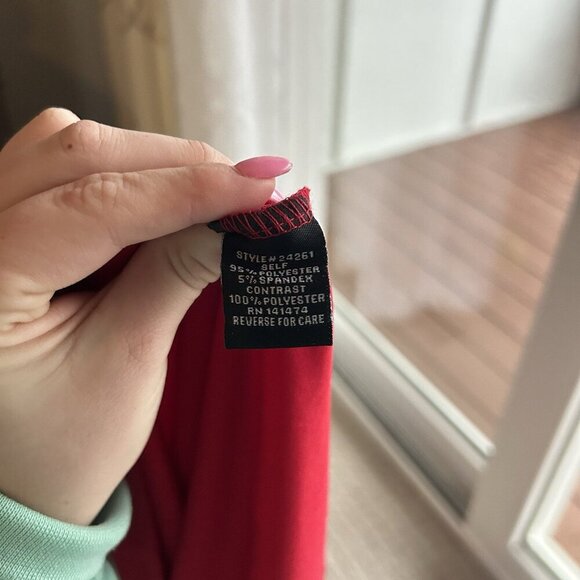 STYLE# 24261
SELF
95% POLYESTER
5% SPANDEX
CONTRAST
100% POLYESTER
RN 141474
REVERSE FOR CARE